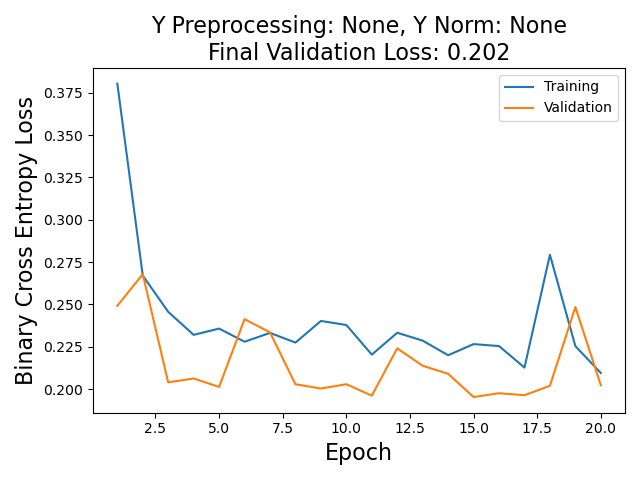 Y Preprocessing: None, Y Norm: None
Final Validation Loss: 0.202
Training
Validation
Binary Cross Entropy Loss
0.375
0.350
0.325
0.300
0.275
0.250
0.225
0.200
2.5 5.0 7.5 10.0 12.5 15.0 17.5 20.0
Epoch